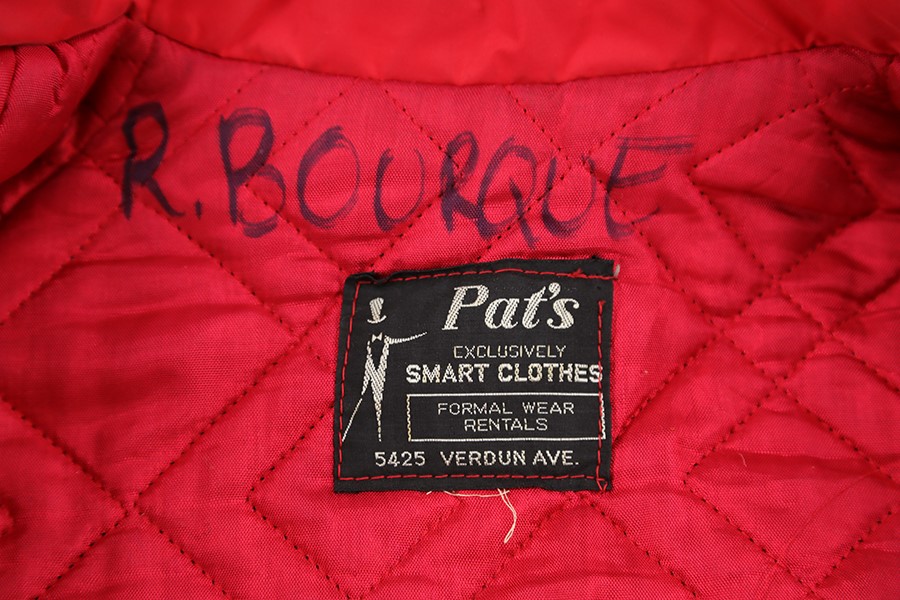 R. BOURQUE
Pat's
EXCLUSIVELY
SMART CLOTHES
FORMAL WEAR
RENTALS
5425 VERDUN AVE.